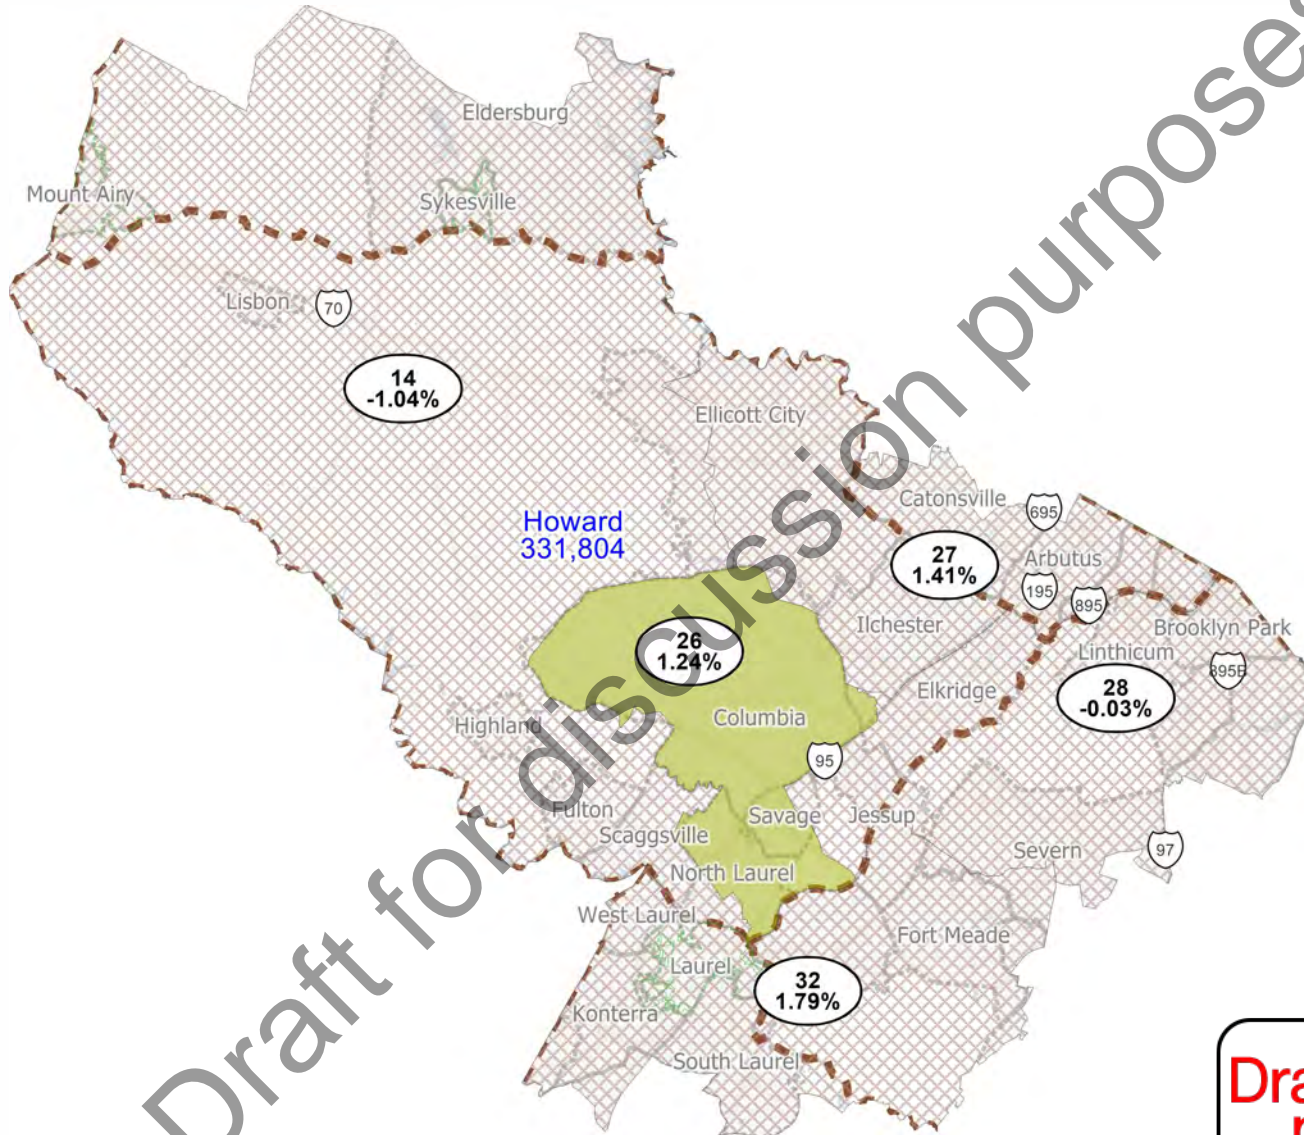 Eldersburg
Mount Airy
Sykesville
Lisbon
70
14
-1.04%
Ellicott City
Howard
331,804
Catonsville
695
27
1.41%
Arbutus
195
895
Ilchester
Brooklyn Park
Linthicum
26
1.24%
895B
Elkridge
28
-0.03%
Columbia
Highland
95
Fulton
Savage
Jessup
Scaggsville
Severn
97
North Laurel
West Laurel
Fort Meade
Laurel
32
1.79%
Konterra
South Laurel
Draft for discussion purposes